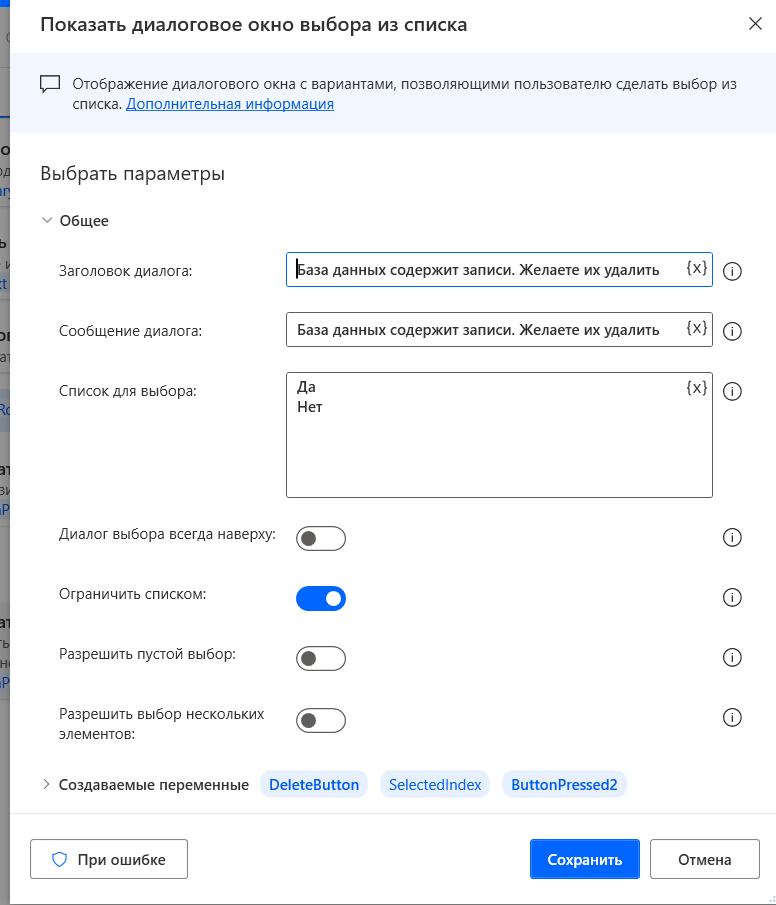 Показать диалоговое окно выбора из списка
Отображение диалогового окна с вариантами, позволяющими пользователю сделать выбор из
списка. Дополнительная информация
Выбрать параметры
Общее
Заголовок диалога:
База данных содержит записи. Желаете их удалить
{x}
Сообщение диалога:
База данных содержит записи. Желаете их удалить
{x}
Список для выбора:
Да
{x}
Нет
Диалог выбора всегда наверху:
Ограничить списком:
Разрешить пустой выбор:
Разрешить выбор нескольких
элементов:
Создаваемые переменные DeleteButton SelectedIndex ButtonPressed2
При ошибке
Сохранить
Отмена